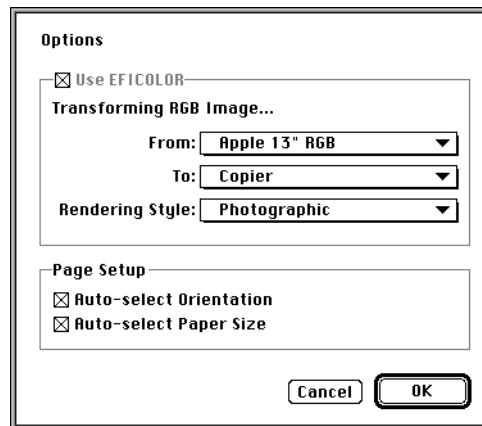 Options
Use EFICOLOR
Transforming RGB Image...
From: Apple 13" RGB
To: Copier
Rendering Style: Photographic
Page Setup
Auto-select Orientation
Auto-select Paper Size
Cancel OK